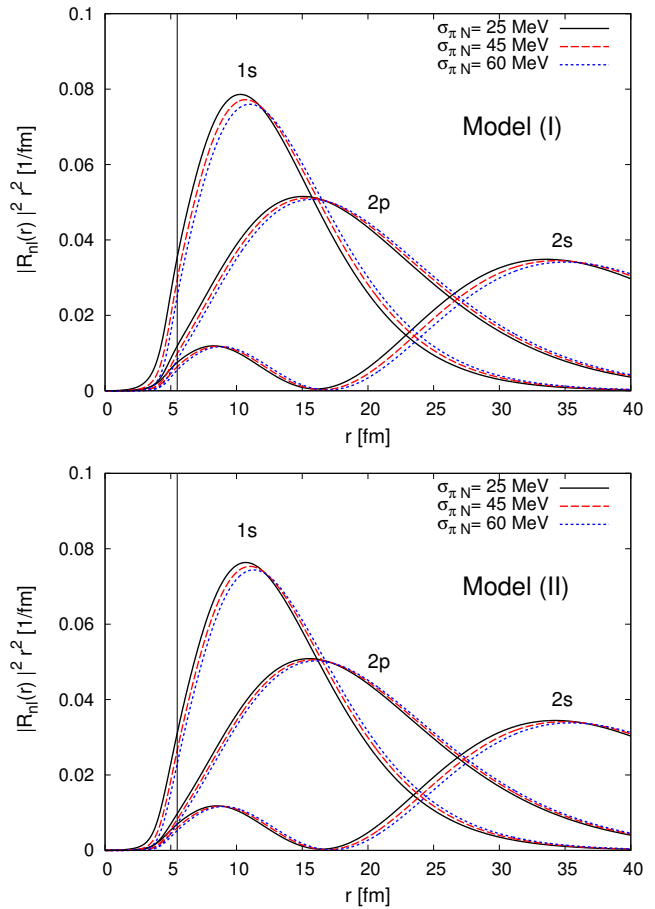 0.1
σπ N= 25 MeV
σπ N= 45 MeV
σπ N= 60 MeV
1s
0.08
Model (I)
0.06
2p
0.04
2s
0.02
0
|Rnl(r) |² r² [1/fm]
0 5 10 15 20 25 30 35 40
r [fm]
0.1
σπ N= 25 MeV
σπ N= 45 MeV
σπ N= 60 MeV
1s
0.08
Model (II)
0.06
2p
0.04
2s
0.02
0
|Rnl(r) |² r² [1/fm]
0 5 10 15 20 25 30 35 40
r [fm]